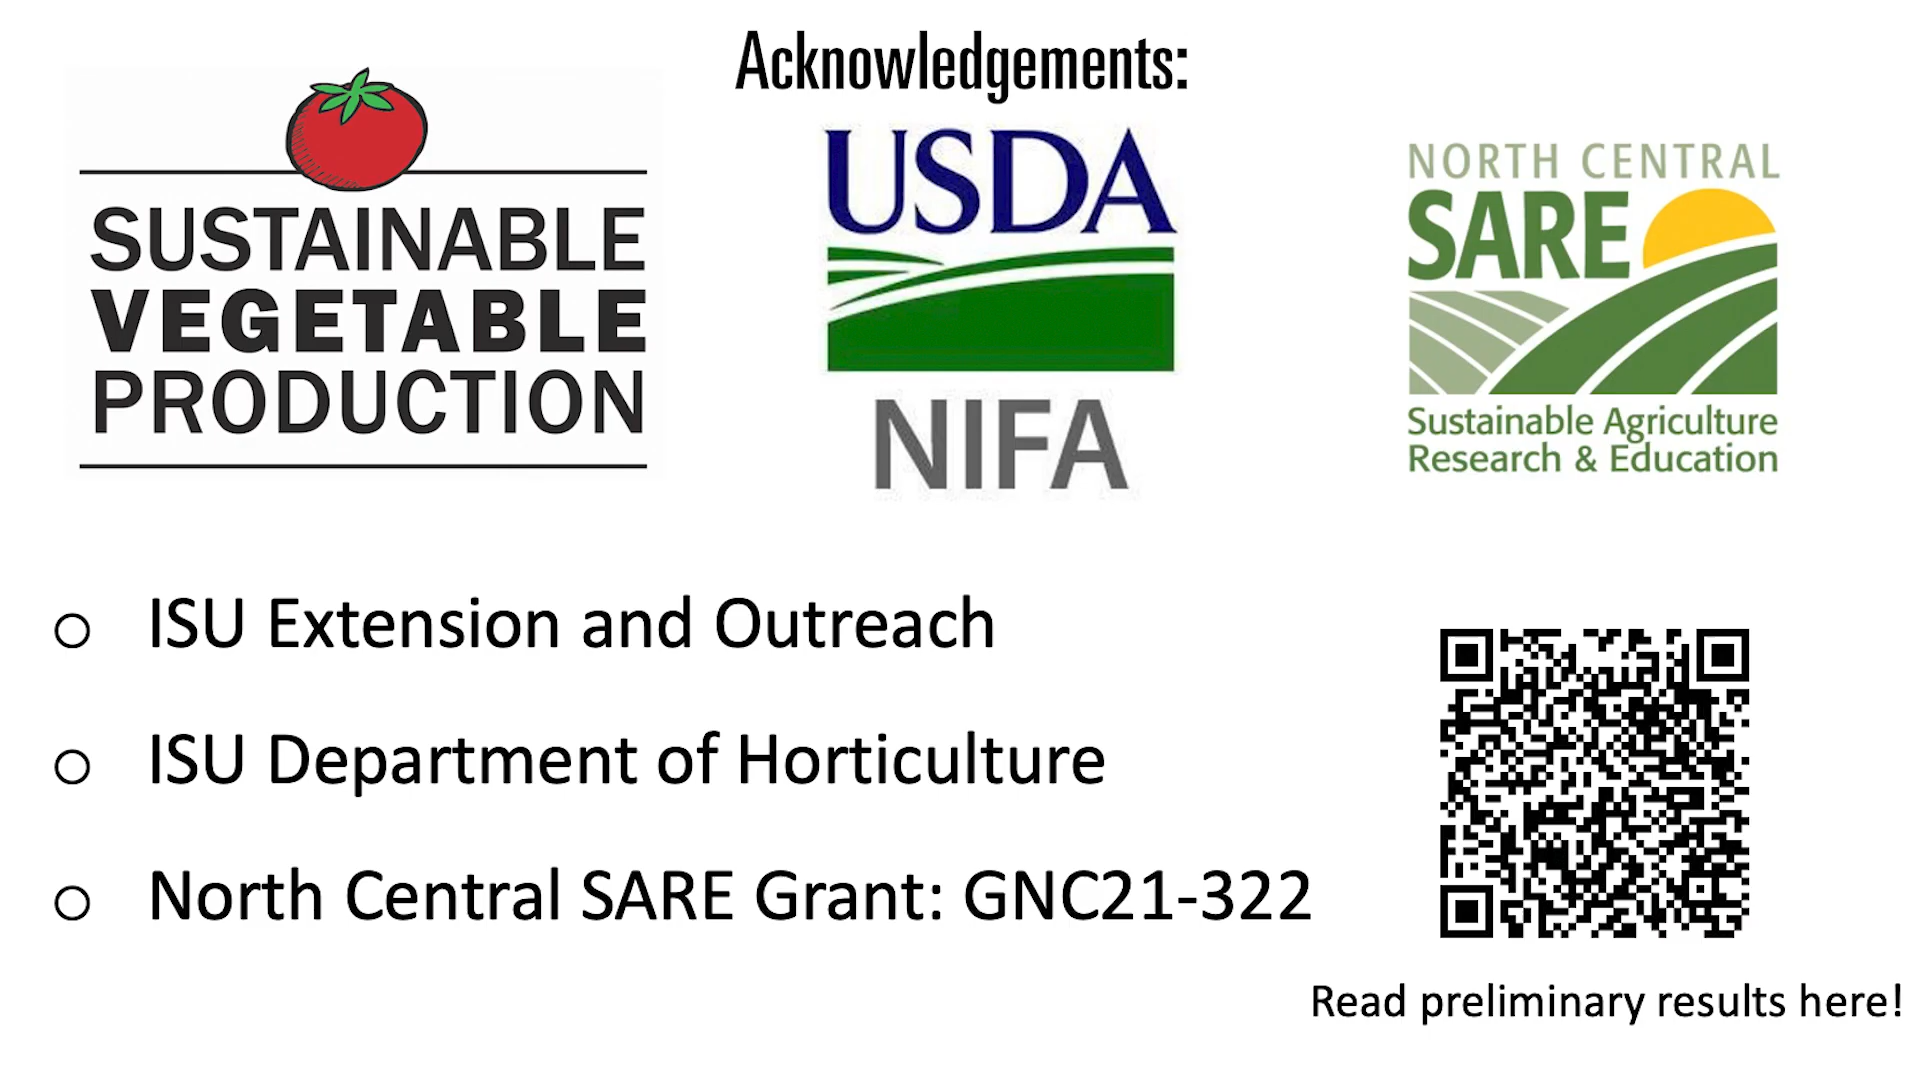 Acknowledgements:
SUSTAINABLE
VEGETABLE
PRODUCTION
USDA
NIFA
NORTH CENTRAL
SARE
Sustainable Agriculture
Research & Education
ISU Extension and Outreach
ISU Department of Horticulture
North Central SARE Grant: GNC21-322
Read preliminary results here!